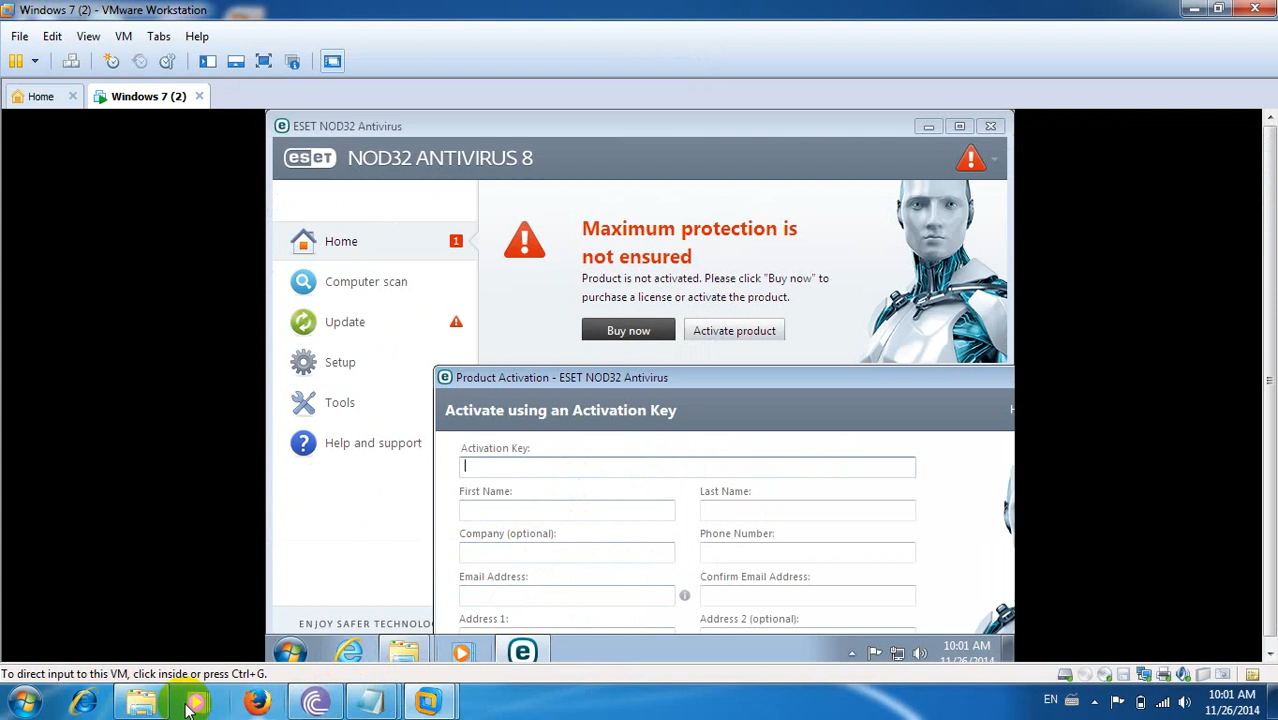 Windows 7 (2) - VMware Workstation
File Edit View VM Tabs Help
Home
Windows 7 (2)
ESET NOD32 Antivirus
eset NOD32 ANTIVIRUS 8
Home 1
Computer scan
Update
Setup
Tools
Help and support
ENJOY SAFER TECHNOLO
Maximum protection is
not ensured
Product is not activated. Please click "Buy now" to
purchase a license or activate the product.
Buy now Activate product
Product Activation - ESET NOD32 Antivirus
Activate using an Activation Key
Activation Key:
First Name: Last Name:
Company (optional): Phone Number:
Email Address: Confirm Email Address:
Address 1: Address 2 (optional):
10:01 AM
11/26/2014
To direct input to this VM, click inside or press Ctrl+G.
EN
10:01 AM
11/26/2014